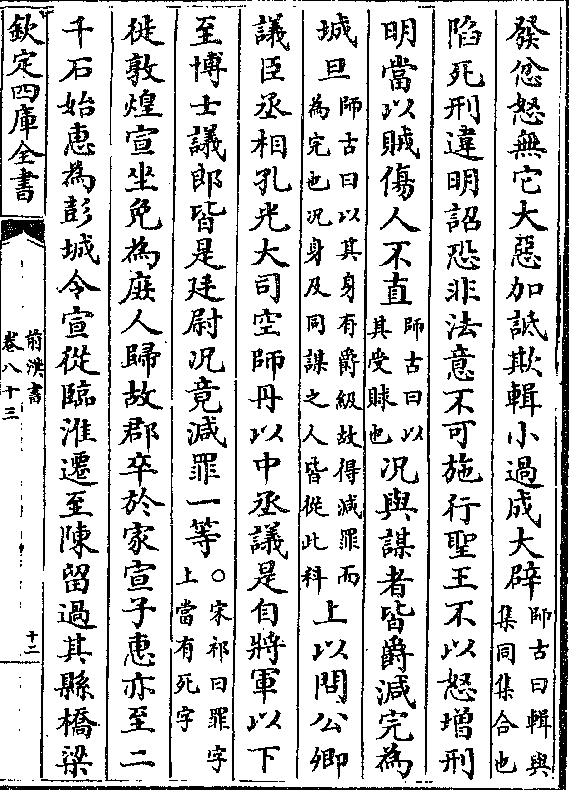 發忿怒無它大惡加詆欺輯小過成大辟師古曰輯與集同集合也
陷死刑違明詔恐非法意不可施行聖王不以怒增刑
明當以賊傷人不直師古曰以其受賕也况與謀者皆爵減完為
城旦師古曰以其身有爵級故得減罪而為完也况身及同謀之人皆從此科上以問公卿
議臣丞相孔光大司空師丹以中丞議是自將軍以下
至博士議郎皆是廷尉况竟減罪一等○宋祁曰罪字上當有死字
徙敦煌宣坐免為庶人歸故郡卒於家宣子惠亦至二
千石始惠為彭城令宣從臨淮遷至陳留過其縣橋梁
欽定四庫全書
前漢書
卷八十三
十二